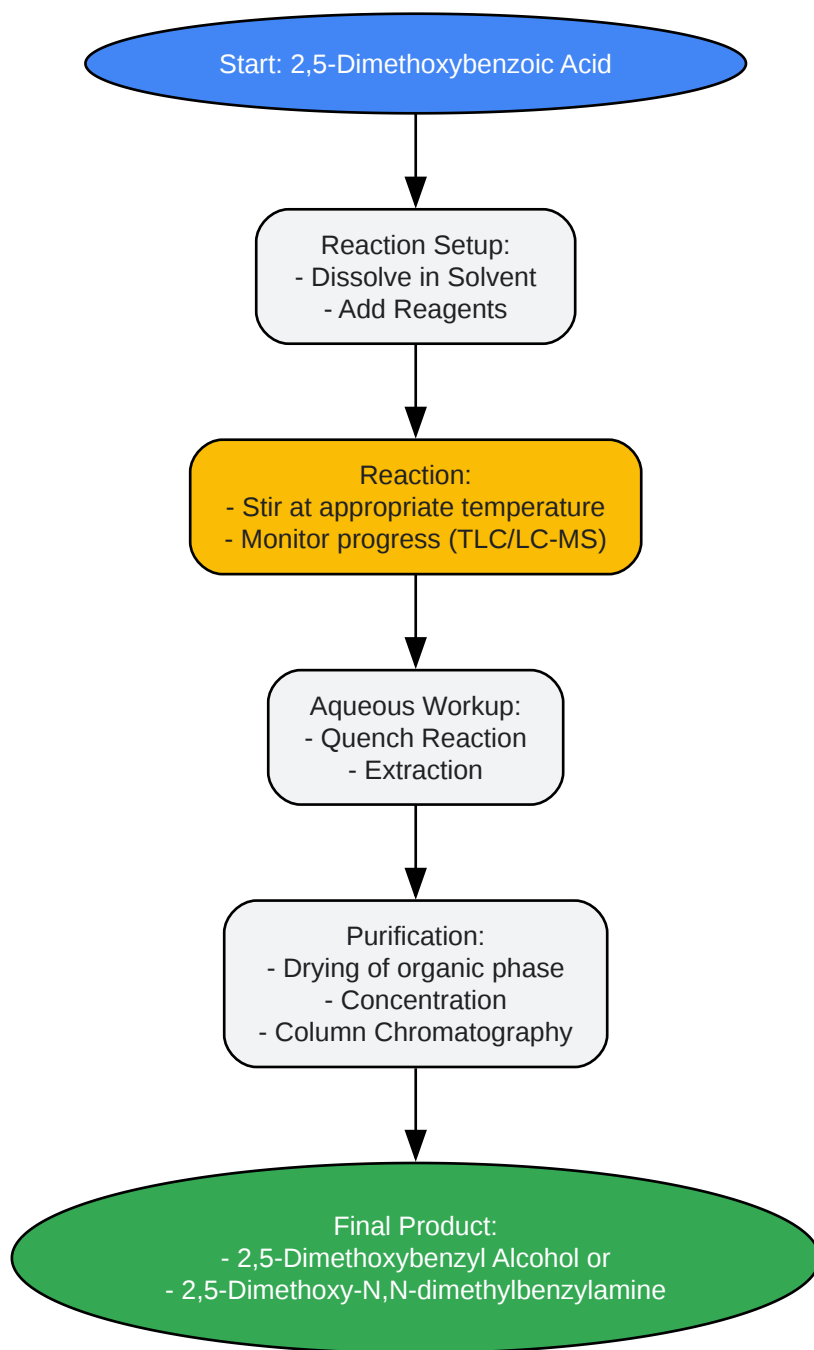 Start: 2,5-Dimethoxybenzoic Acid
Reaction Setup:
- Dissolve in Solvent
- Add Reagents
Reaction:
- Stir at appropriate temperature
- Monitor progress (TLC/LC-MS)
Aqueous Workup:
- Quench Reaction
- Extraction
Purification:
- Drying of organic phase
- Concentration
- Column Chromatography
Final Product:
- 2,5-Dimethoxybenzyl Alcohol or
- 2,5-Dimethoxy-N,N-dimethylbenzylamine